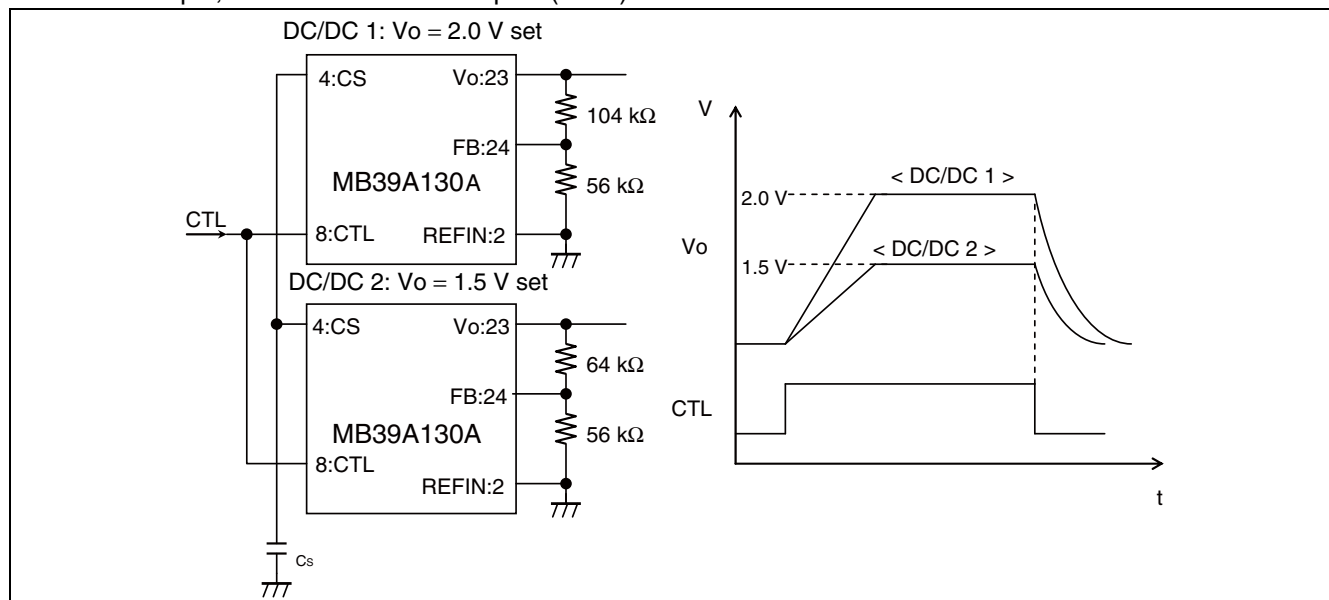 DC/DC 1: Vo = 2.0 V set
4:CS
Vo:23
104 kΩ
FB:24
MB39A130A
56 kΩ
CTL
8:CTL
REFIN:2
DC/DC 2: Vo = 1.5 V set
4:CS
Vo:23
64 kΩ
FB:24
MB39A130A
56 kΩ
8:CTL
REFIN:2
Cs
V
< DC/DC 1 >
2.0 V
Vo
< DC/DC 2 >
1.5 V
CTL
t